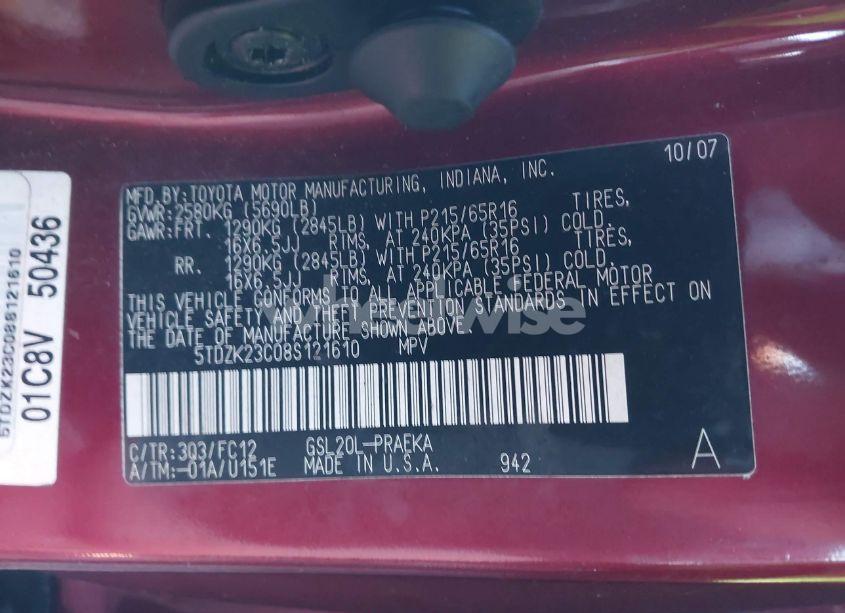 5TDZK23C08S121610
01C8V 50436
10/07
MFD.BY:TOYOTA MOTOR MANUFACTURING, INDIANA, INC.
GVWR:2580KG (5690LB)
GAWR:FRT. 1290KG (2845LB) WITH P215/65R16 TIRES,
16X6.5JJ RIMS, AT 240KPA (35PSI) COLD.
RR. 1290KG (2845LB) WITH P215/65R16 TIRES,
16X6.5JJ RIMS, AT 240KPA (35PSI) COLD.
THIS VEHICLE CONFORMS TO ALL APPLICABLE FEDERAL MOTOR
VEHICLE SAFETY AND THEFT PREVENTION STANDARDS IN EFFECT ON
THE DATE OF MANUFACTURE SHOWN ABOVE.
5TDZK23C08S121610 MPV
C/TR:3Q3/FC12 GSL20L-PRAEKA
A/TM:-01A/U151E MADE IN U.S.A. 942 A
wheelwise